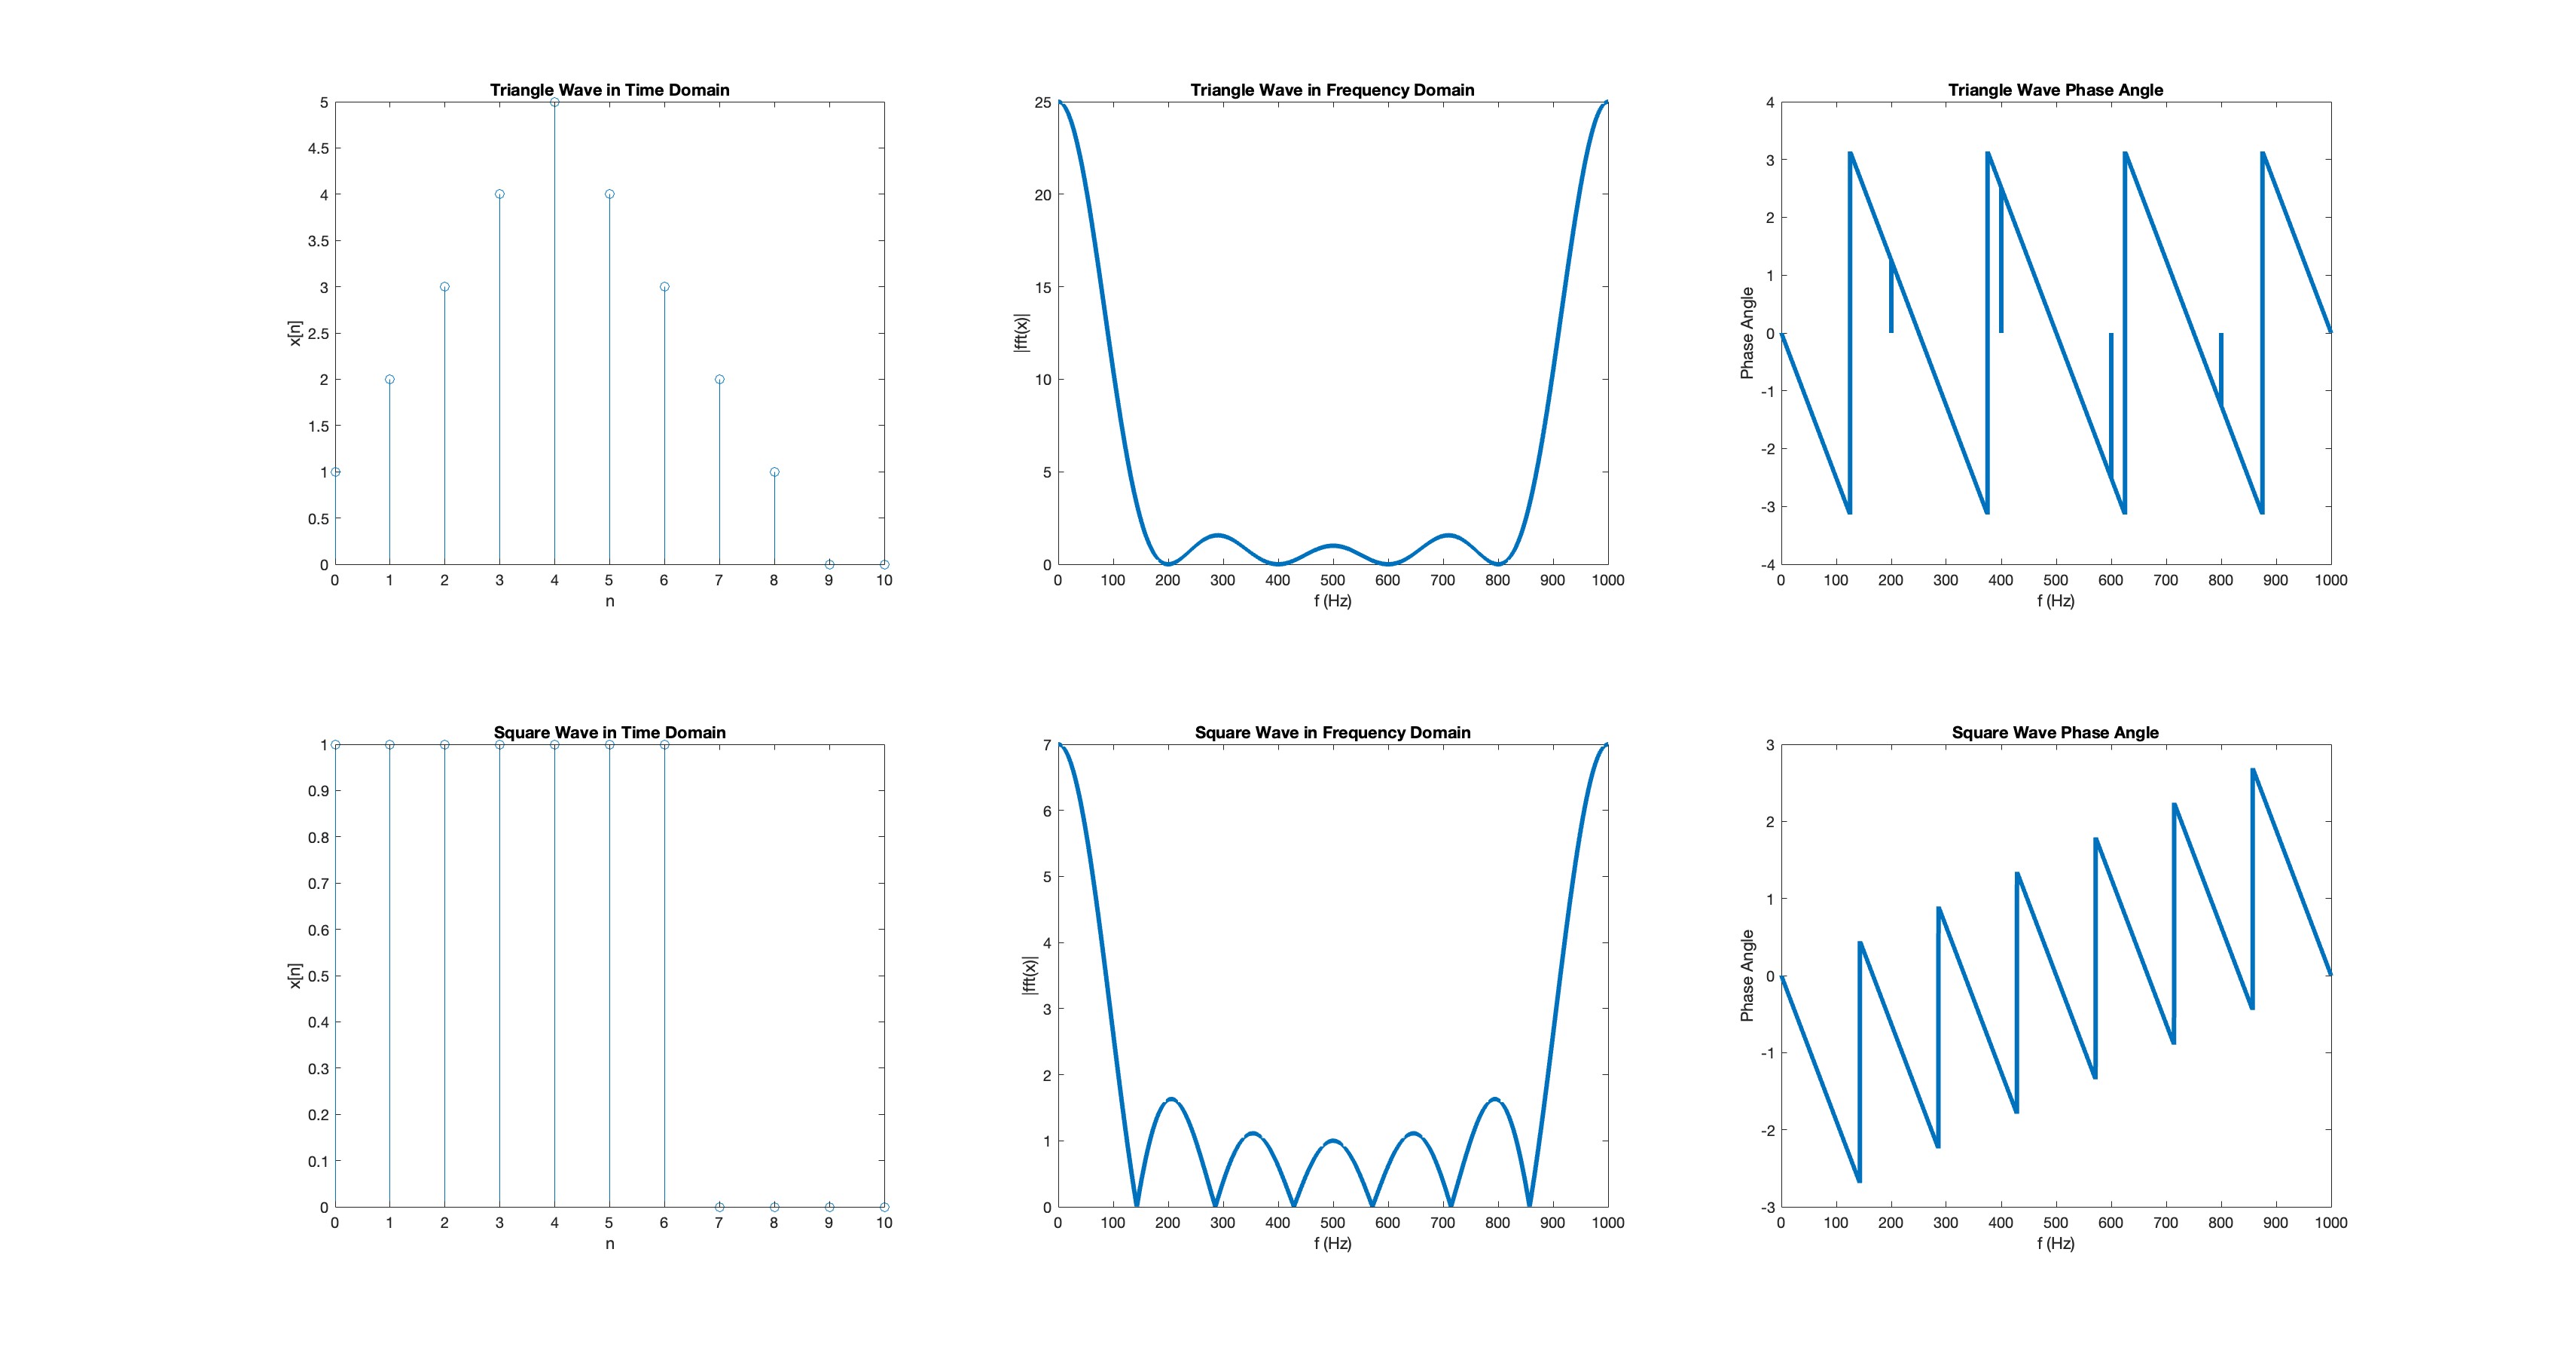 Triangle Wave in Time Domain
x[n]
5
4.5
4
3.5
3
2.5
2
1.5
1
0.5
0
0 1 2 3 4 5 6 7 8 9 10
n
Triangle Wave in Frequency Domain
|fft(x)|
25
20
15
10
5
0
0 100 200 300 400 500 600 700 800 900 1000
f (Hz)
Triangle Wave Phase Angle
Phase Angle
4
3
2
1
0
-1
-2
-3
-4
0 100 200 300 400 500 600 700 800 900 1000
f (Hz)
Square Wave in Time Domain
x[n]
1
0.9
0.8
0.7
0.6
0.5
0.4
0.3
0.2
0.1
0
0 1 2 3 4 5 6 7 8 9 10
n
Square Wave in Frequency Domain
|fft(x)|
7
6
5
4
3
2
1
0
0 100 200 300 400 500 600 700 800 900 1000
f (Hz)
Square Wave Phase Angle
Phase Angle
3
2
1
0
-1
-2
-3
0 100 200 300 400 500 600 700 800 900 1000
f (Hz)